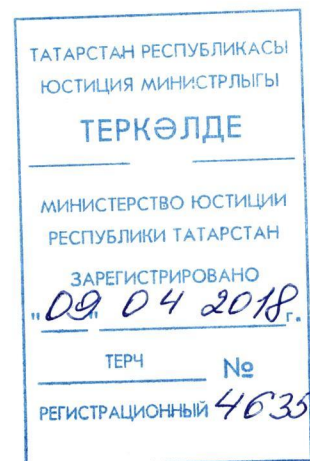 ТАТАРСТАН РЕСПУБЛИКАСЫ
ЮСТИЦИЯ МИНИСТРЛЫГЫ
ТЕРКӘЛДЕ
МИНИСТЕРСТВО ЮСТИЦИИ
РЕСПУБЛИКИ ТАТАРСТАН
ЗАРЕГИСТРИРОВАНО
"09" 04 2018 г.
ТЕРЧ №
РЕГИСТРАЦИОННЫЙ 4635